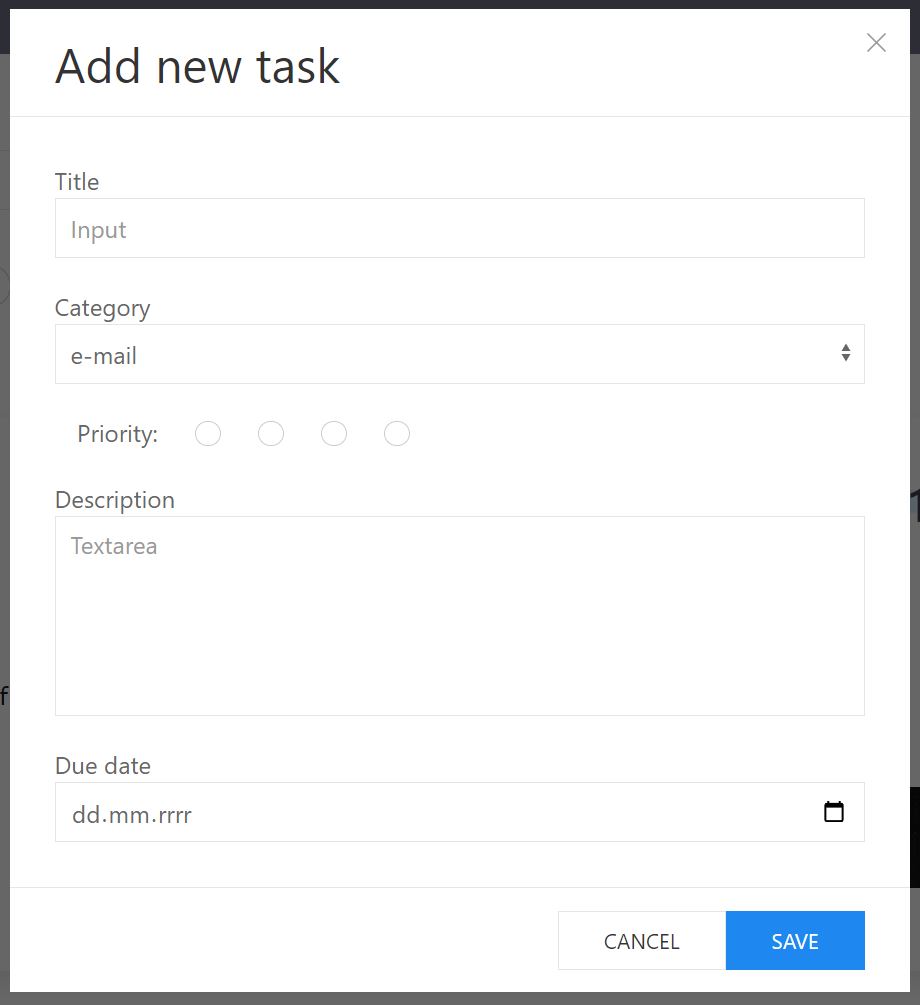 Add new task
Title
Input
Category
e-mail
Priority:
Description
Textarea
Due date
dd.mm.rrrr
CANCEL SAVE